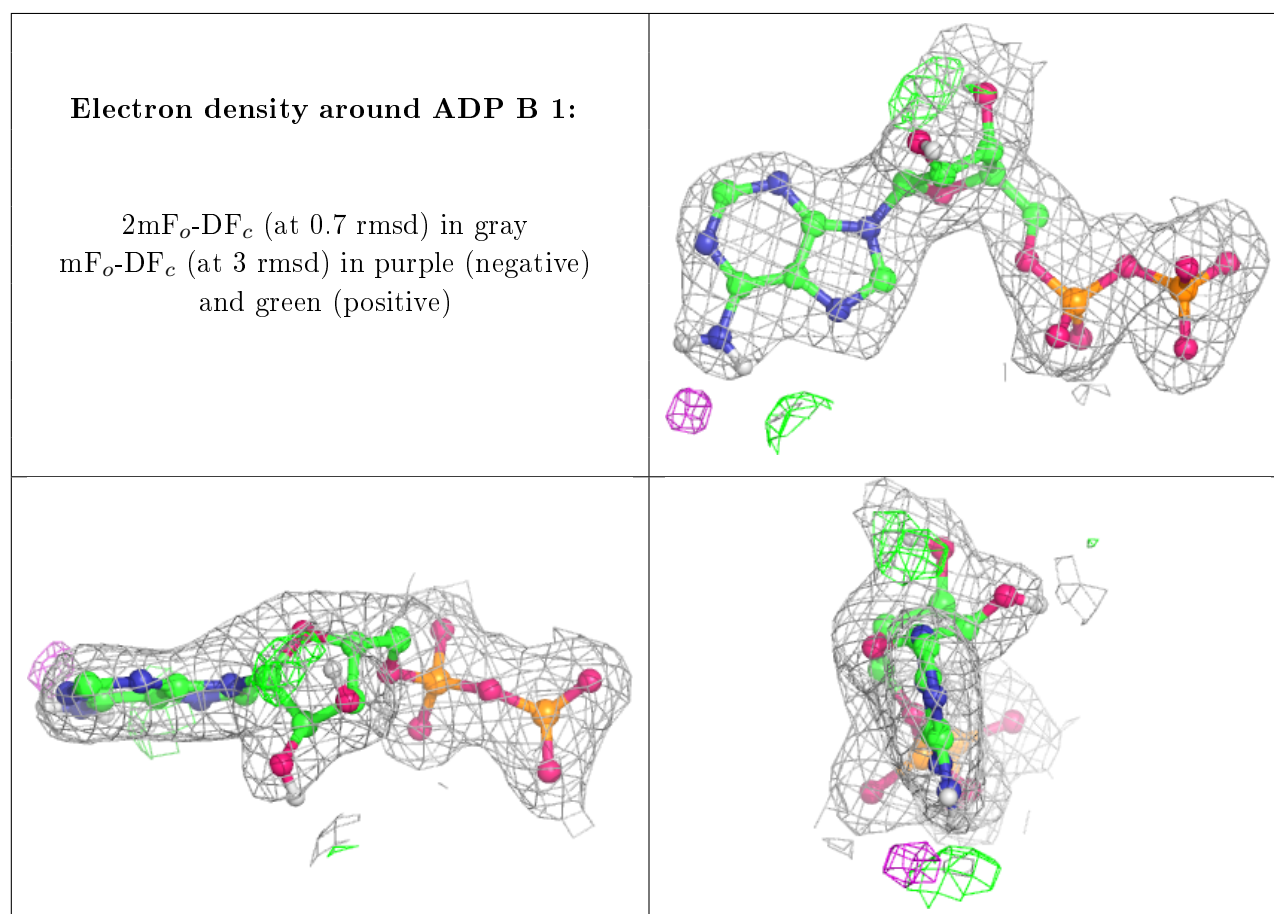 Electron density around ADP B 1:
2mFo-DFc (at 0.7 rmsd) in gray
mFo-DFc (at 3 rmsd) in purple (negative)
and green (positive)